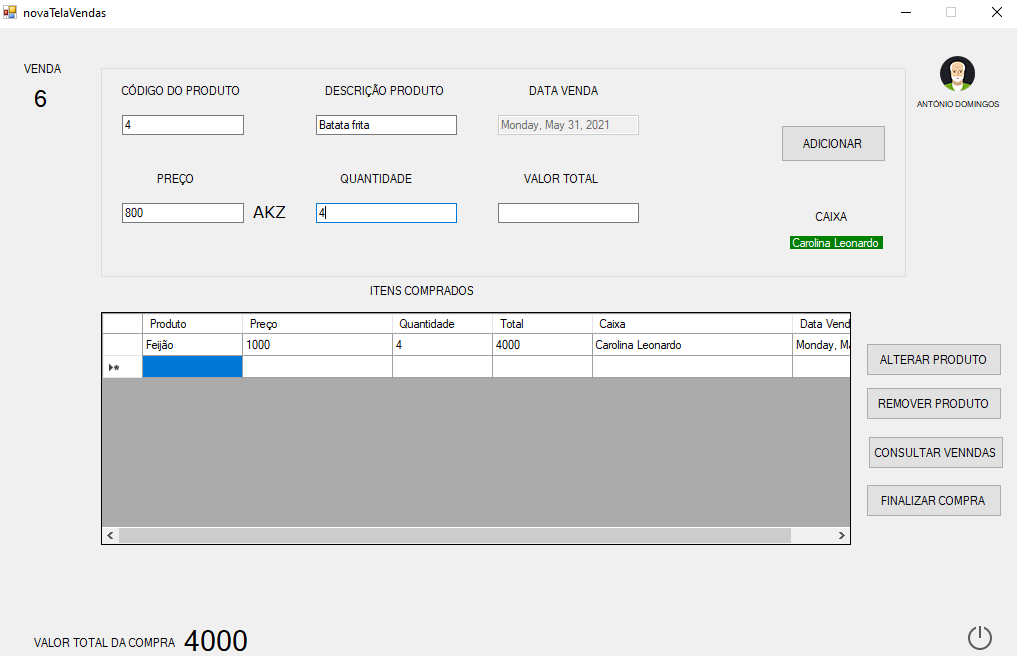 novaTelaVendas
VENDA
6
CÓDIGO DO PRODUTO
DESCRIÇÃO PRODUTO
DATA VENDA
4
Batata frita
Monday, May 31, 2021
ANTÓNIO DOMINGOS
ADICIONAR
PREÇO
QUANTIDADE
VALOR TOTAL
800
AKZ
4
CAIXA
Carolina Leonardo
ITENS COMPRADOS
Produto Preço Quantidade Total Caixa Data Vend
Feijão 1000 4 4000 Carolina Leonardo Monday, Ma
ALTERAR PRODUTO
REMOVER PRODUTO
CONSULTAR VENNDAS
FINALIZAR COMPRA
VALOR TOTAL DA COMPRA 4000